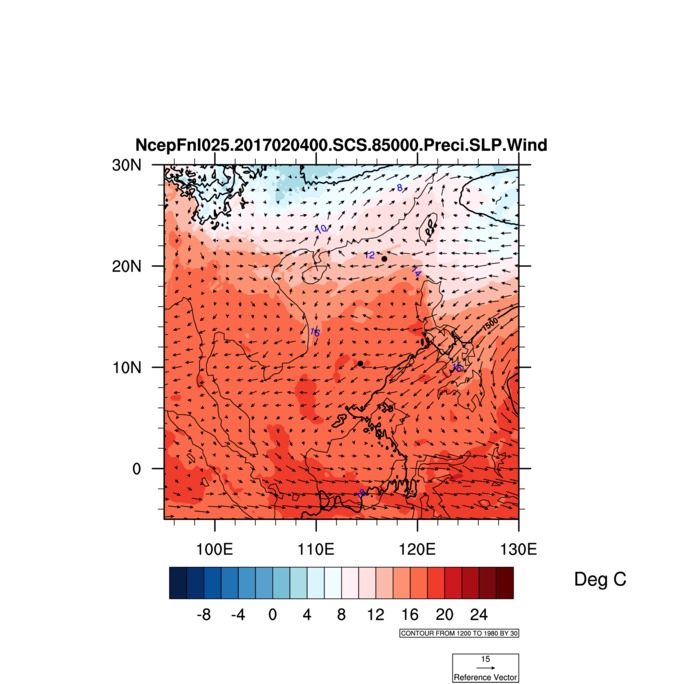 NcepFnl025.2017020400.SCS.85000.Preci.SLP.Wind
30N
8
10
12
20N
14
1500
16
16
10N
0
100E
110E
120E
130E
-8 -4 0 4 8 12 16 20 24
Deg C
CONTOUR FROM 1200 TO 1980 BY 30
15
Reference Vector